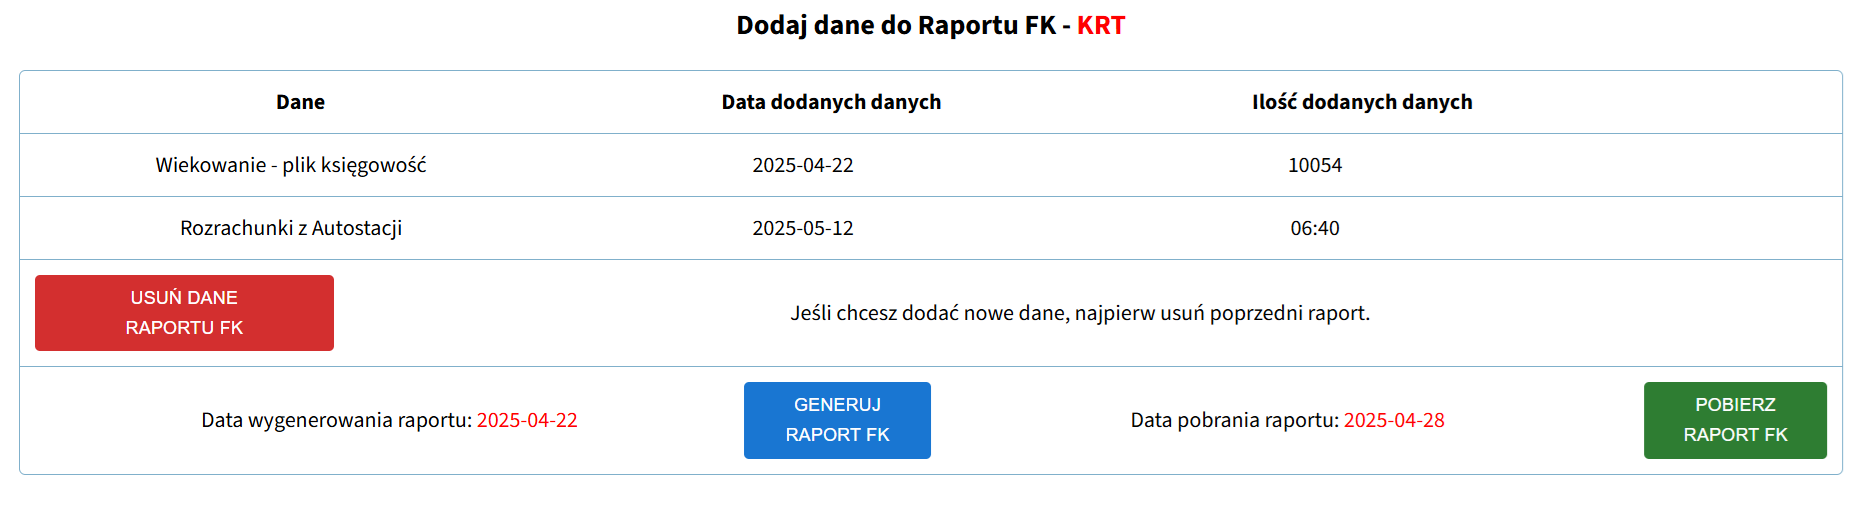 Dodaj dane do Raportu FK - KRT
Dane Data dodanych danych Ilość dodanych danych
Wiekowanie - plik księgowość 2025-04-22 10054
Rozrachunki z Autostacji 2025-05-12 06:40
USUŃ DANE
RAPORTU FK
Jeśli chcesz dodać nowe dane, najpierw usuń poprzedni raport.
Data wygenerowania raportu: 2025-04-22
GENERUJ
RAPORT FK
Data pobrania raportu: 2025-04-28
POBIERZ
RAPORT FK